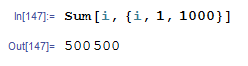 In[147]:= Sum[i, {i, 1, 1000}]
Out[147]= 500500